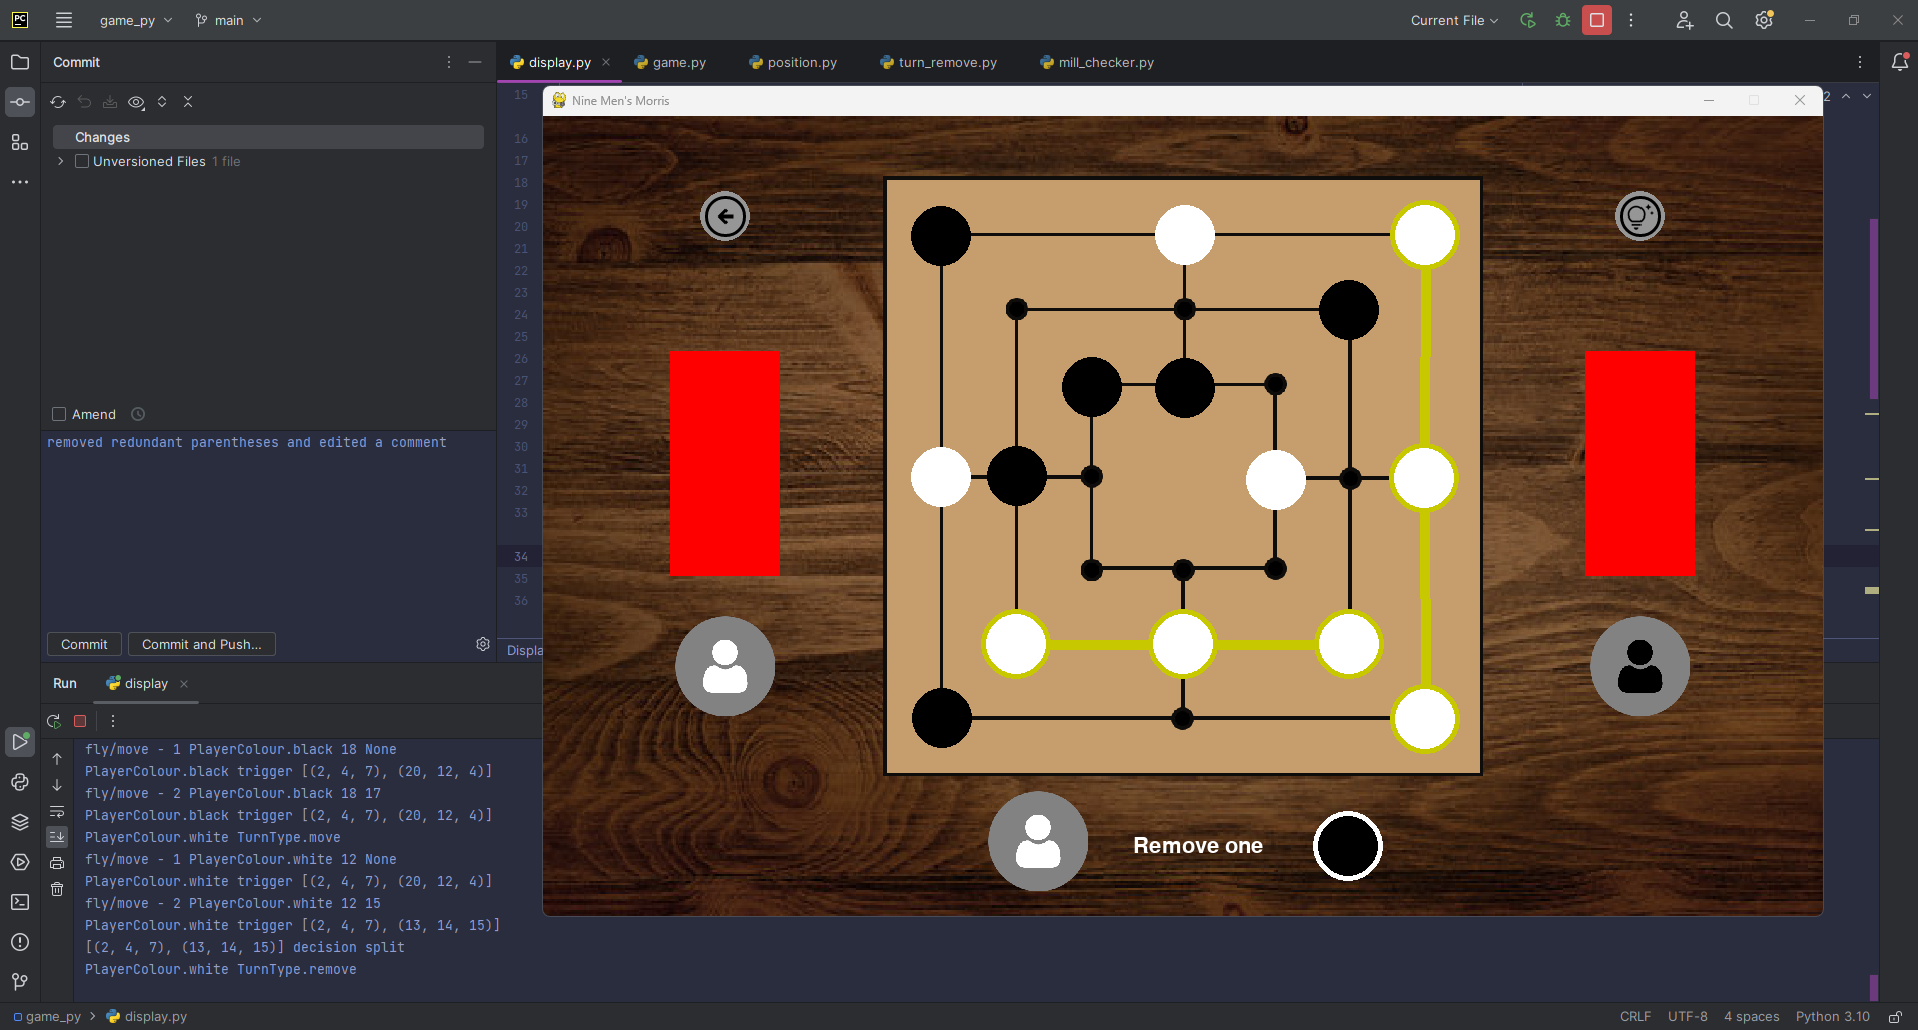 PC
game_py
main
Current File
Commit
display.py
game.py
position.py
turn_remove.py
mill_checker.py
Changes
Unversioned Files 1 file
15
16
17
18
19
20
21
22
23
24
25
26
27
28
29
30
31
32
33
34
35
36
2
Nine Men's Morris
Amend
removed redundant parentheses and edited a comment
Commit
Commit and Push...
Displa
Remove one
Run
display
fly/move - 1 PlayerColour.black 18 None
PlayerColour.black trigger [(2, 4, 7), (20, 12, 4)]
fly/move - 2 PlayerColour.black 18 17
PlayerColour.black trigger [(2, 4, 7), (20, 12, 4)]
PlayerColour.white TurnType.move
fly/move - 1 PlayerColour.white 12 None
PlayerColour.white trigger [(2, 4, 7), (20, 12, 4)]
fly/move - 2 PlayerColour.white 12 15
PlayerColour.white trigger [(2, 4, 7), (13, 14, 15)]
[(2, 4, 7), (13, 14, 15)] decision split
PlayerColour.white TurnType.remove
game_py
display.py
CRLF
UTF-8
4 spaces
Python 3.10